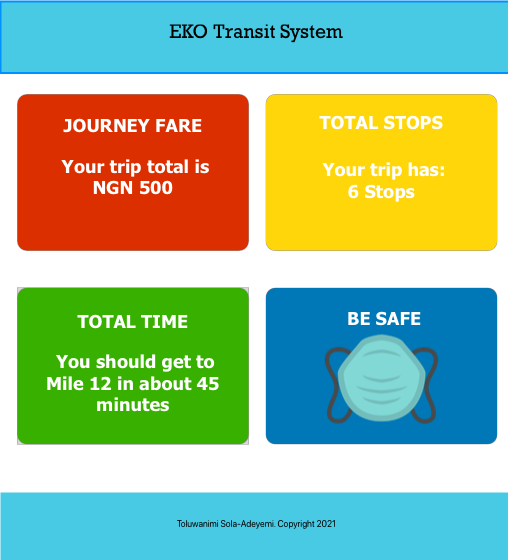 EKO Transit System
JOURNEY FARE
Your trip total is
NGN 500
TOTAL STOPS
Your trip has:
6 Stops
TOTAL TIME
You should get to
Mile 12 in about 45
minutes
BE SAFE
Toluwanimi Sola-Adeyemi. Copyright 2021